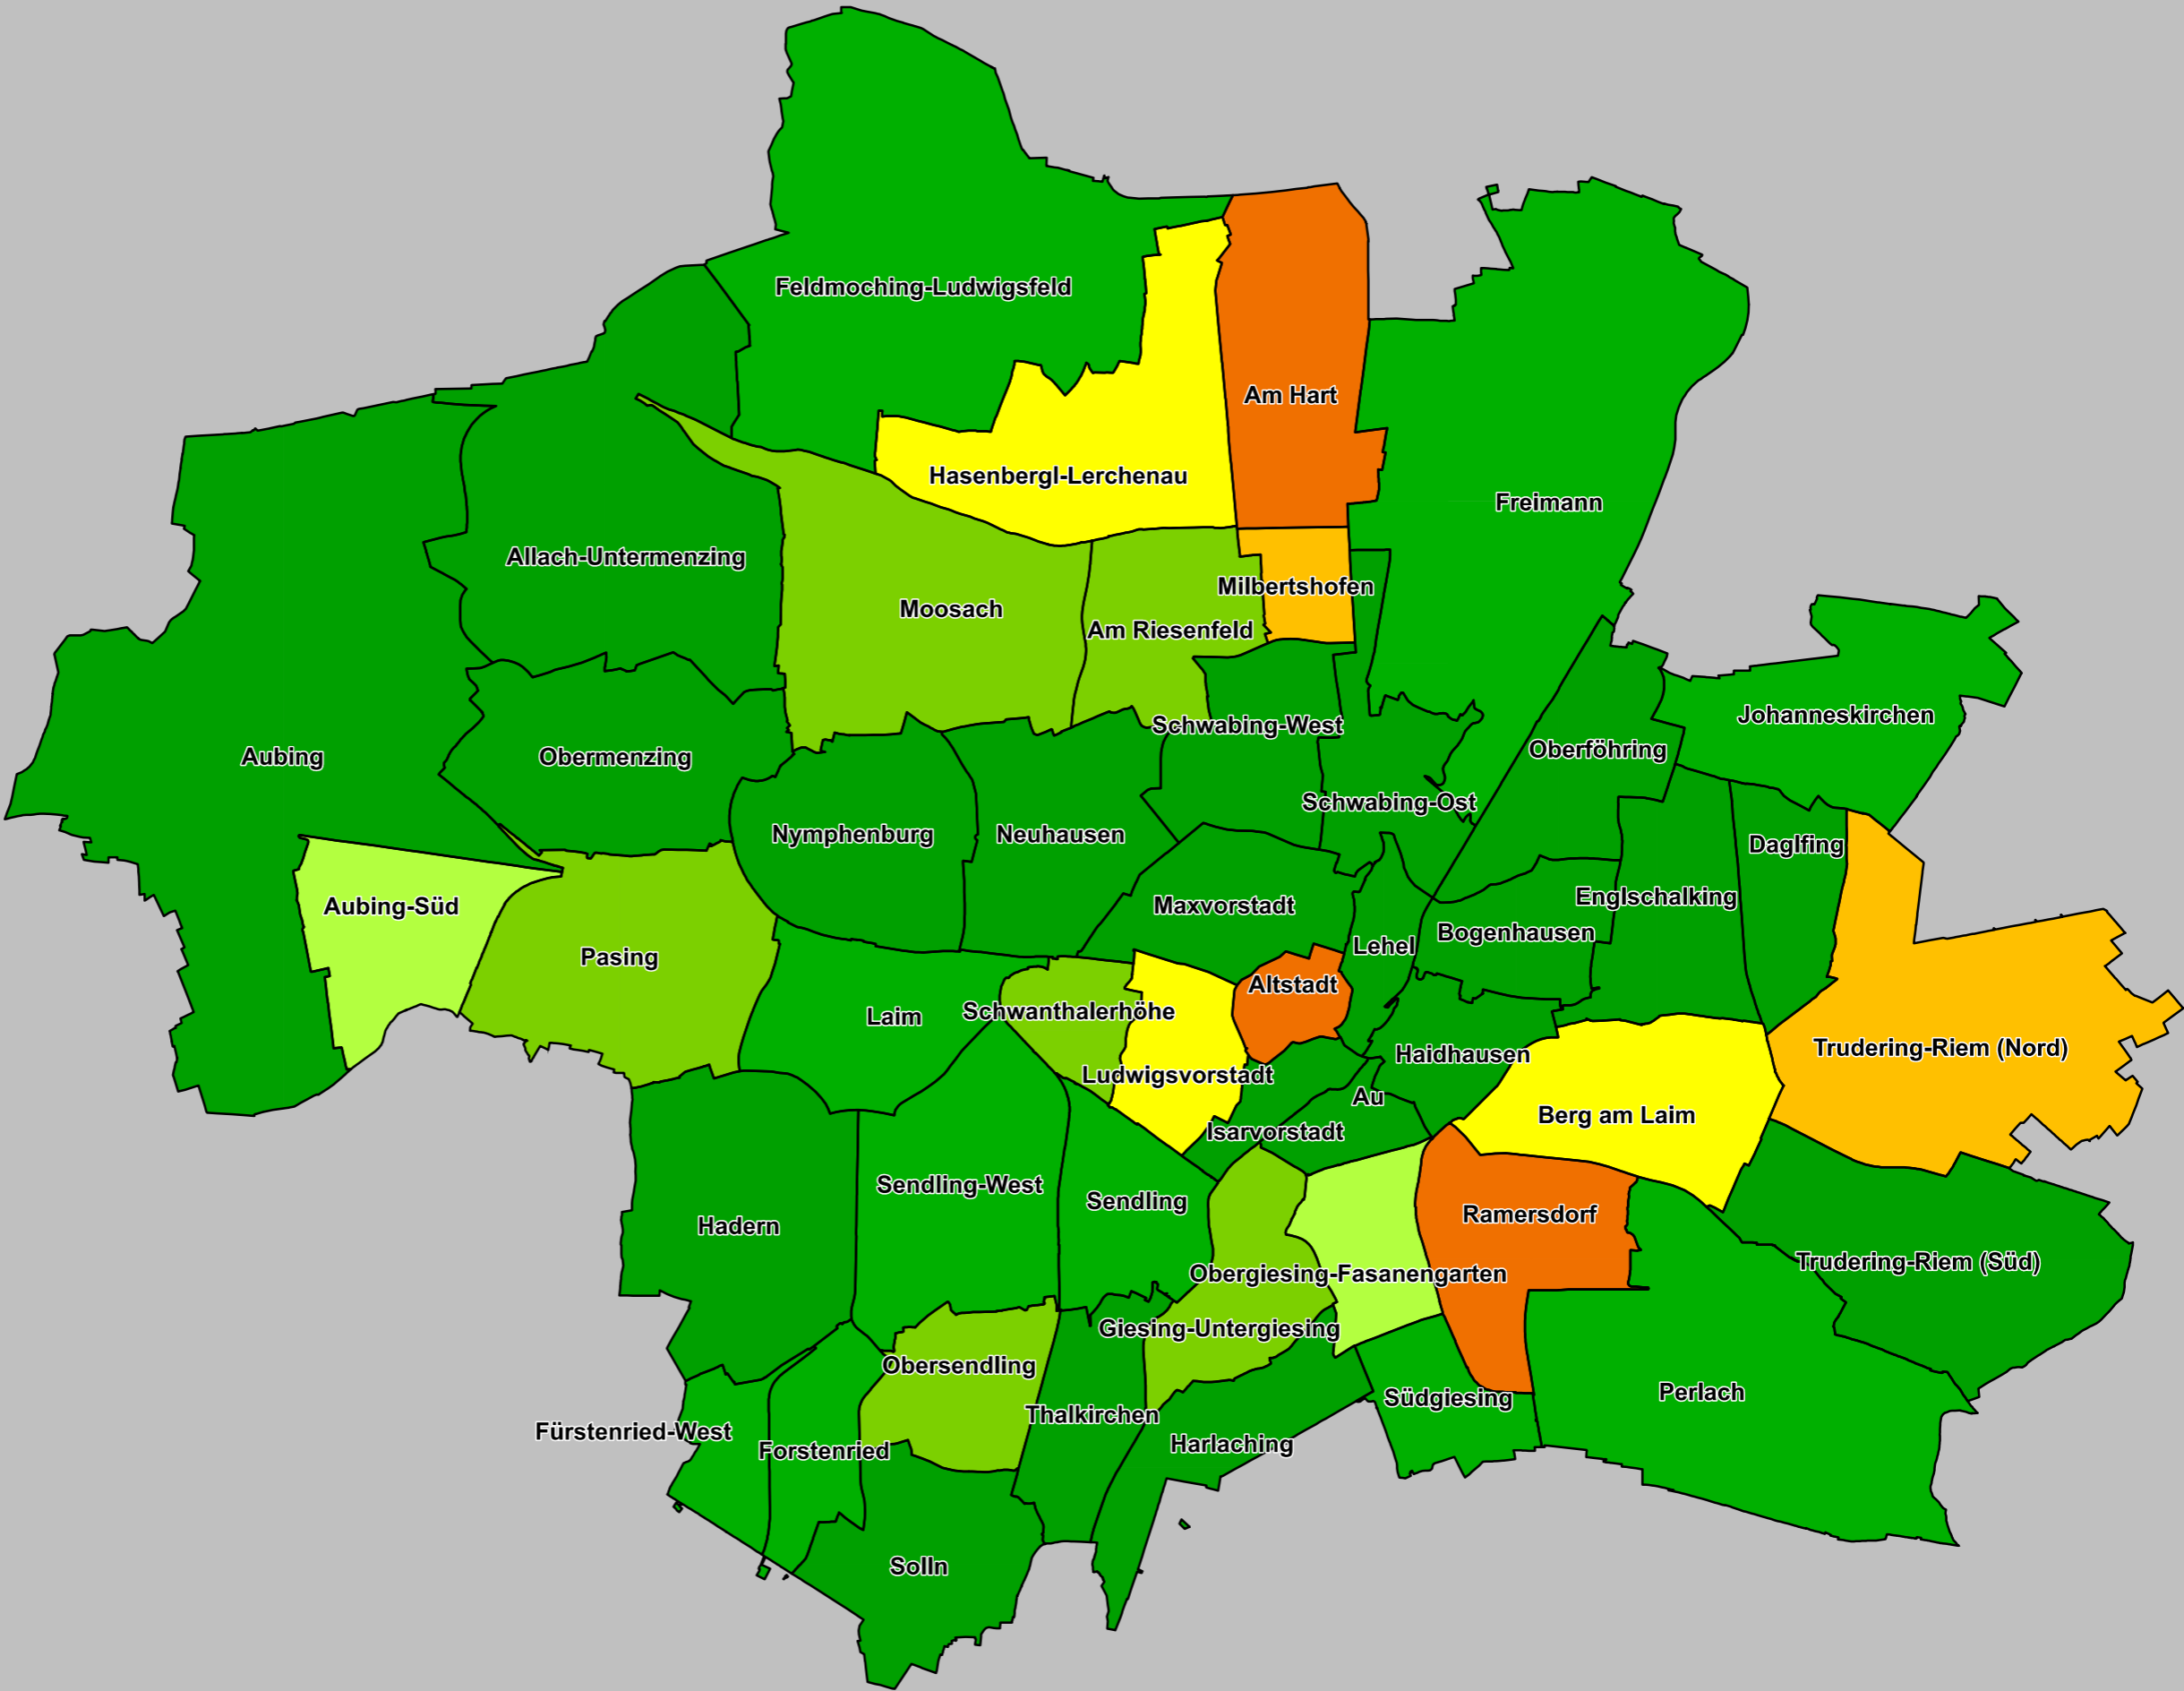 Feldmoching-Ludwigsfeld
Am Hart
Hasenbergl-Lerchenau
Freimann
Allach-Untermenzing
Milbertshofen
Moosach
Am Riesenfeld
Johanneskirchen
Schwabing-West
Oberföhring
Aubing
Obermenzing
Schwabing-Ost
Nymphenburg
Neuhausen
Daglfing
Englschalking
Aubing-Süd
Maxvorstadt
Bogenhausen
Lehel
Pasing
Altstadt
Schwanthalerhöhe
Laim
Trudering-Riem (Nord)
Haidhausen
Ludwigsvorstadt
Au
Berg am Laim
Isarvorstadt
Sendling-West
Sendling
Ramersdorf
Hadern
Trudering-Riem (Süd)
Obergiesing-Fasanengarten
Giesing-Untergiesing
Obersendling
Perlach
Südgiesing
Thalkirchen
Fürstenried-West
Harlaching
Forstenried
Solln